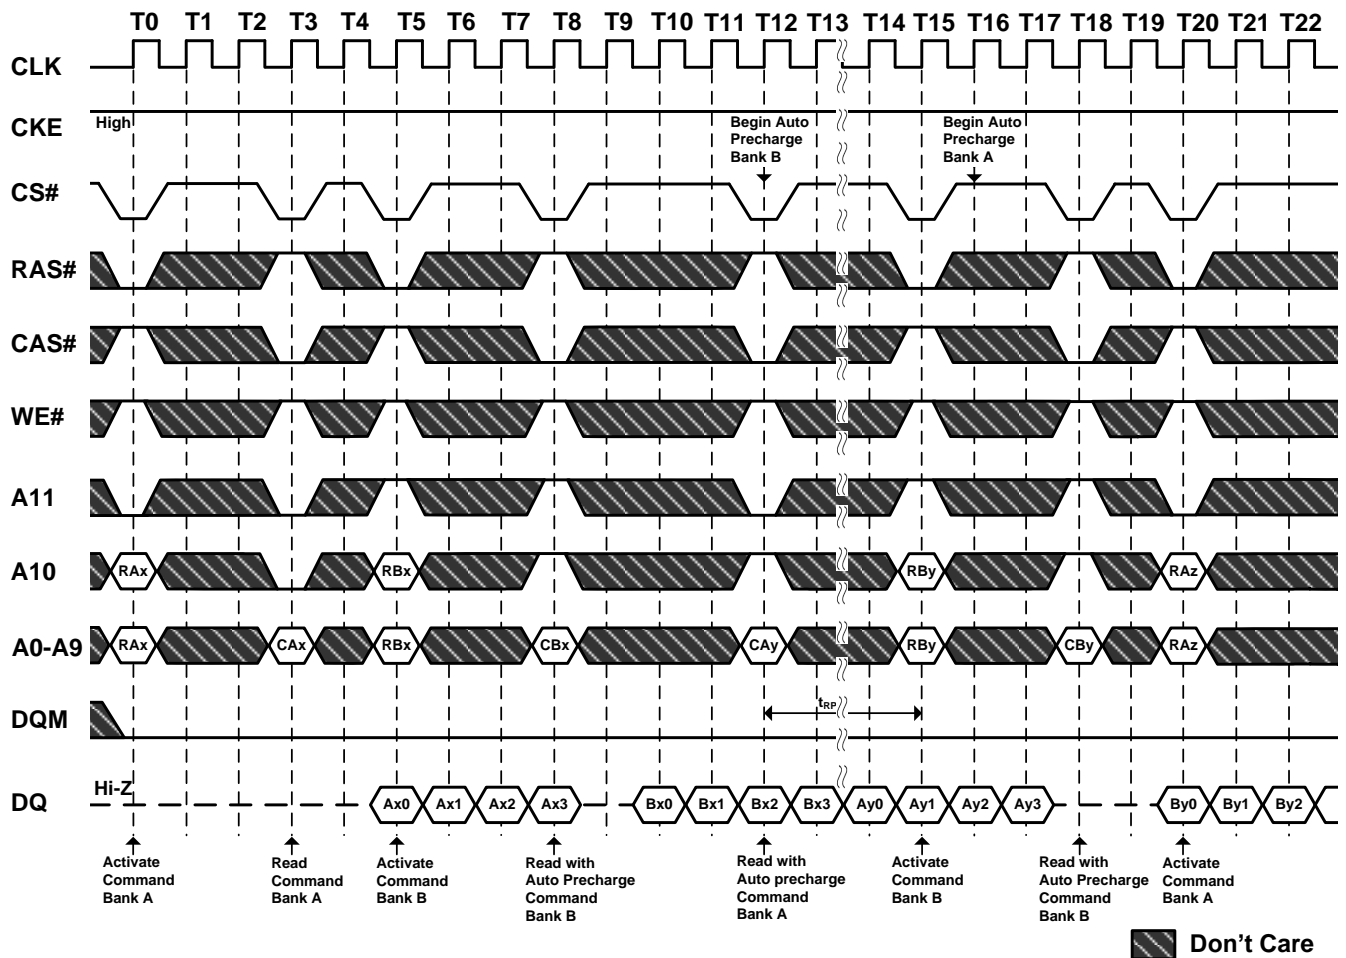 T0 T1 T2 T3 T4 T5 T6 T7 T8 T9 T10 T11 T12 T13 T14 T15 T16 T17 T18 T19 T20 T21 T22
CLK
CKE
High
Begin Auto
Precharge
Bank B
Begin Auto
Precharge
Bank A
CS#
RAS#
CAS#
WE#
A11
A10
RAx RBx RBy RAz
A0-A9
RAx CAx RBx CBx CAy RBy CBy RAz
DQM
tRP
DQ
Hi-Z
Ax0 Ax1 Ax2 Ax3 Bx0 Bx1 Bx2 Bx3 Ay0 Ay1 Ay2 Ay3 By0 By1 By2
Activate
Command
Bank A
Read
Command
Bank A
Activate
Command
Bank B
Read with
Auto Precharge
Command
Bank B
Read with
Auto precharge
Command
Bank A
Activate
Command
Bank B
Read with
Auto Precharge
Command
Bank B
Activate
Command
Bank A
Don't Care